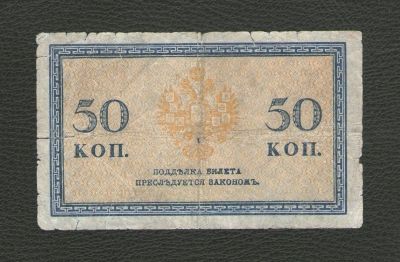 50 50
КОП. КОП.
ПОДДѢЛКА БИЛЕТА
ПРЕСЛѢДУЕТСЯ ЗАКОНОМЪ.